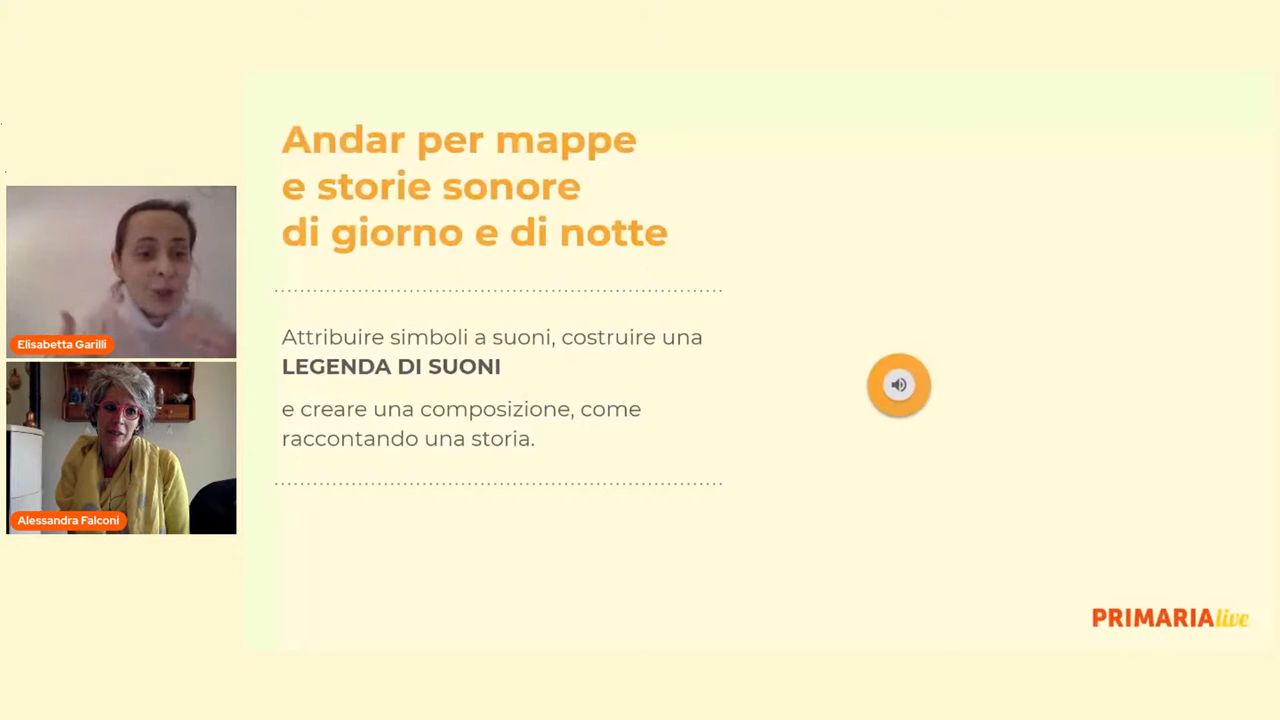 Andar per mappe
e storie sonore
di giorno e di notte
Attribuire simboli a suoni, costruire una
LEGENDA DI SUONI
e creare una composizione, come
raccontando una storia.
Elisabetta Garilli
Alessandra Falconi
PRIMARIAlive